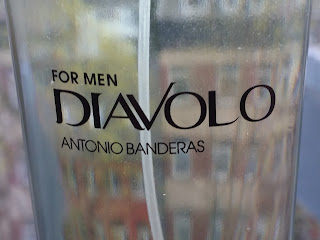 FOR MEN
DIAVOLO
ANTONIO BANDERAS